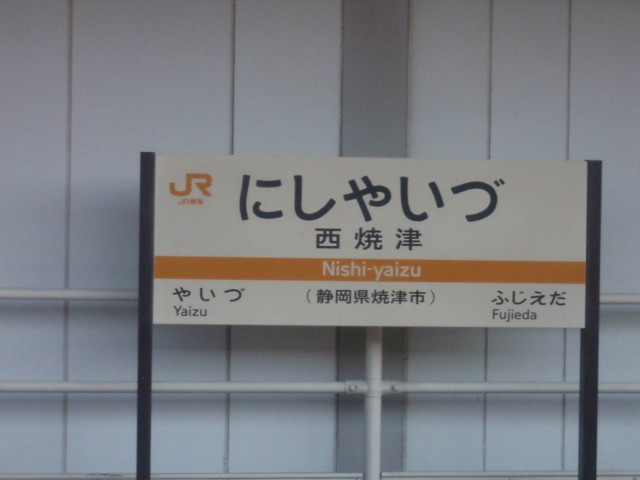 JR
JR東海
にしやいづ
西焼津
Nishi-yaizu
やいづ
（静岡県焼津市）
ふじえだ
Yaizu
Fujieda